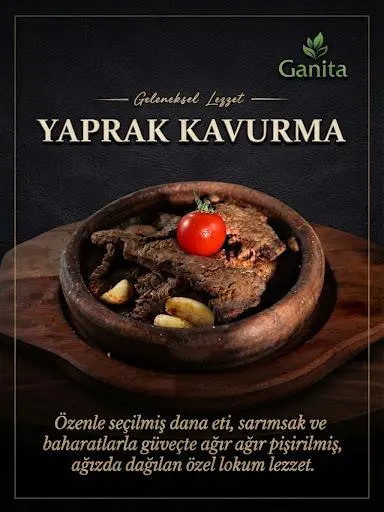 Ganita
Geleneksel Lezzet
YAPRAK KAVURMA
Özenle seçilmiş dana eti, sarımsak ve
baharatlarla güveçte ağır ağır pişirilmiş,
ağızda dağılan özel lokum lezzet.